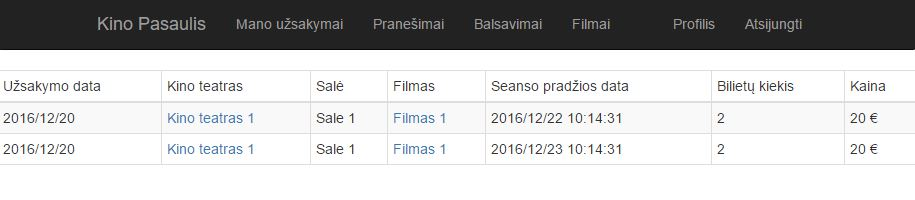 Kino Pasaulis Mano užsakymai Pranešimai Balsavimai Filmai Profilis Atsijungti
Užsakymo data Kino teatras Salė Filmas Seanso pradžios data Bilietų kiekis Kaina
2016/12/20 Kino teatras 1 Sale 1 Filmas 1 2016/12/22 10:14:31 2 20 €
2016/12/20 Kino teatras 1 Sale 1 Filmas 1 2016/12/23 10:14:31 2 20 €